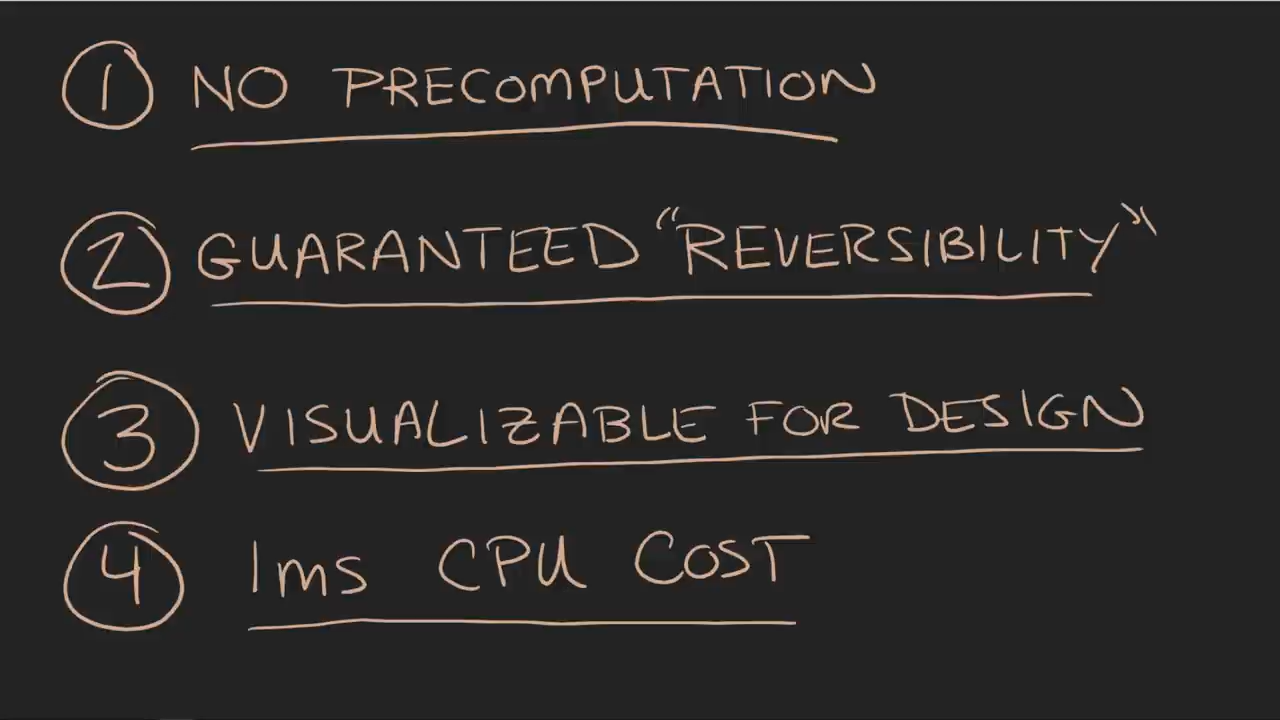 1 NO PRECOMPUTATION
2 GUARANTEED "REVERSIBILITY"
3 VISUALIZABLE FOR DESIGN
4 1ms CPU COST